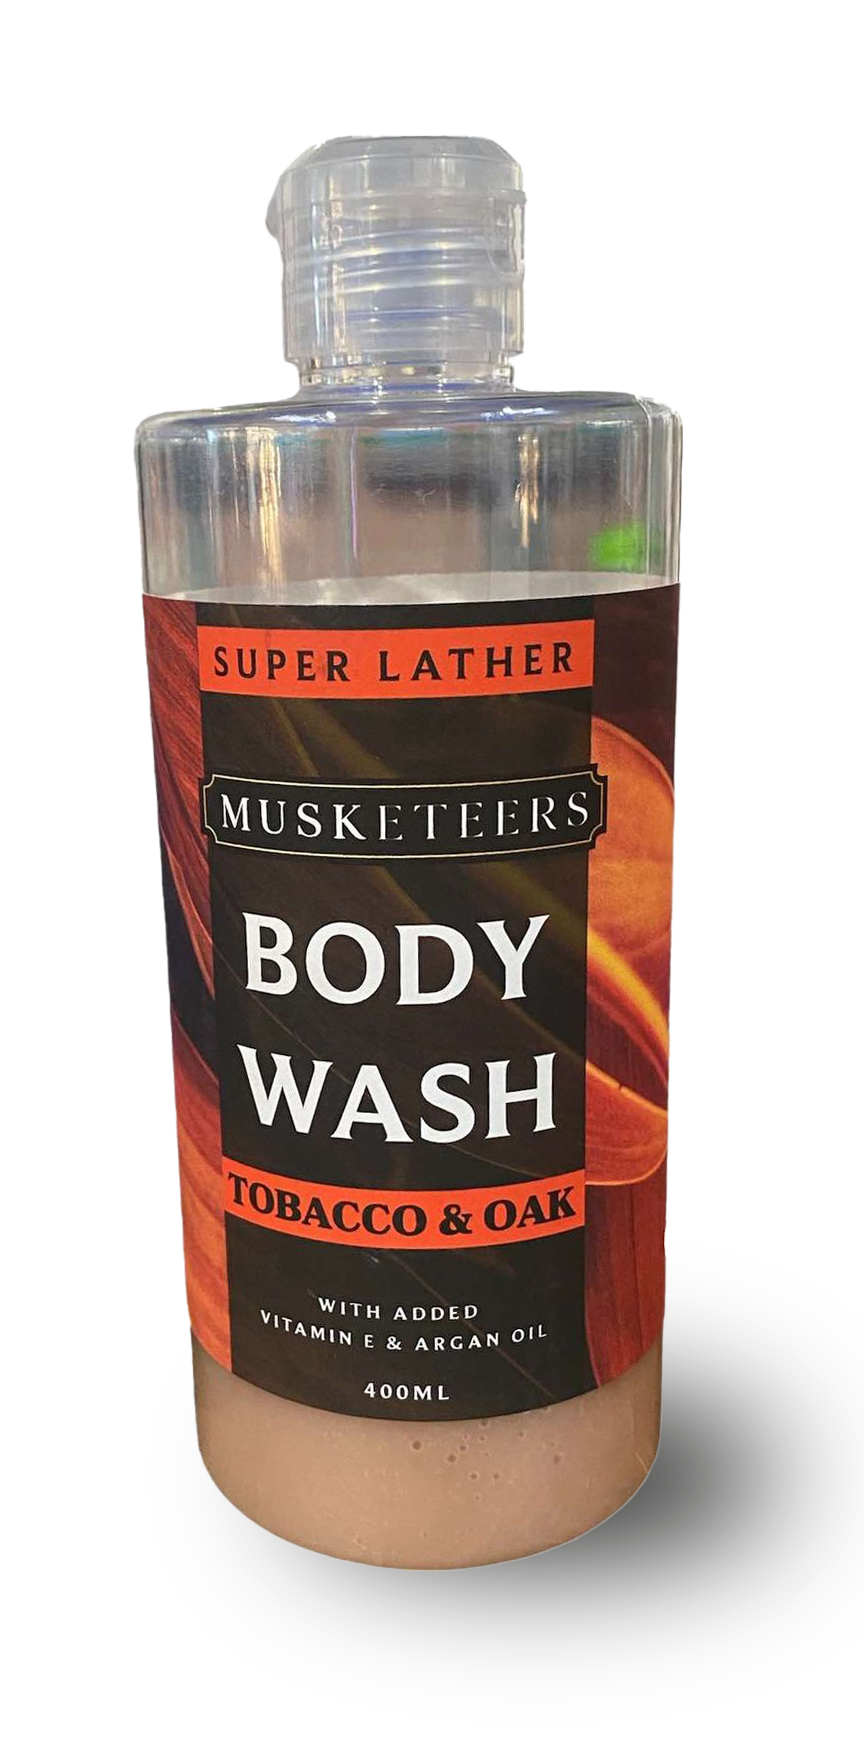 SUPER LATHER
MUSKETEERS
BODY
WASH
TOBACCO & OAK
WITH ADDED
VITAMIN E & ARGAN OIL
400ML